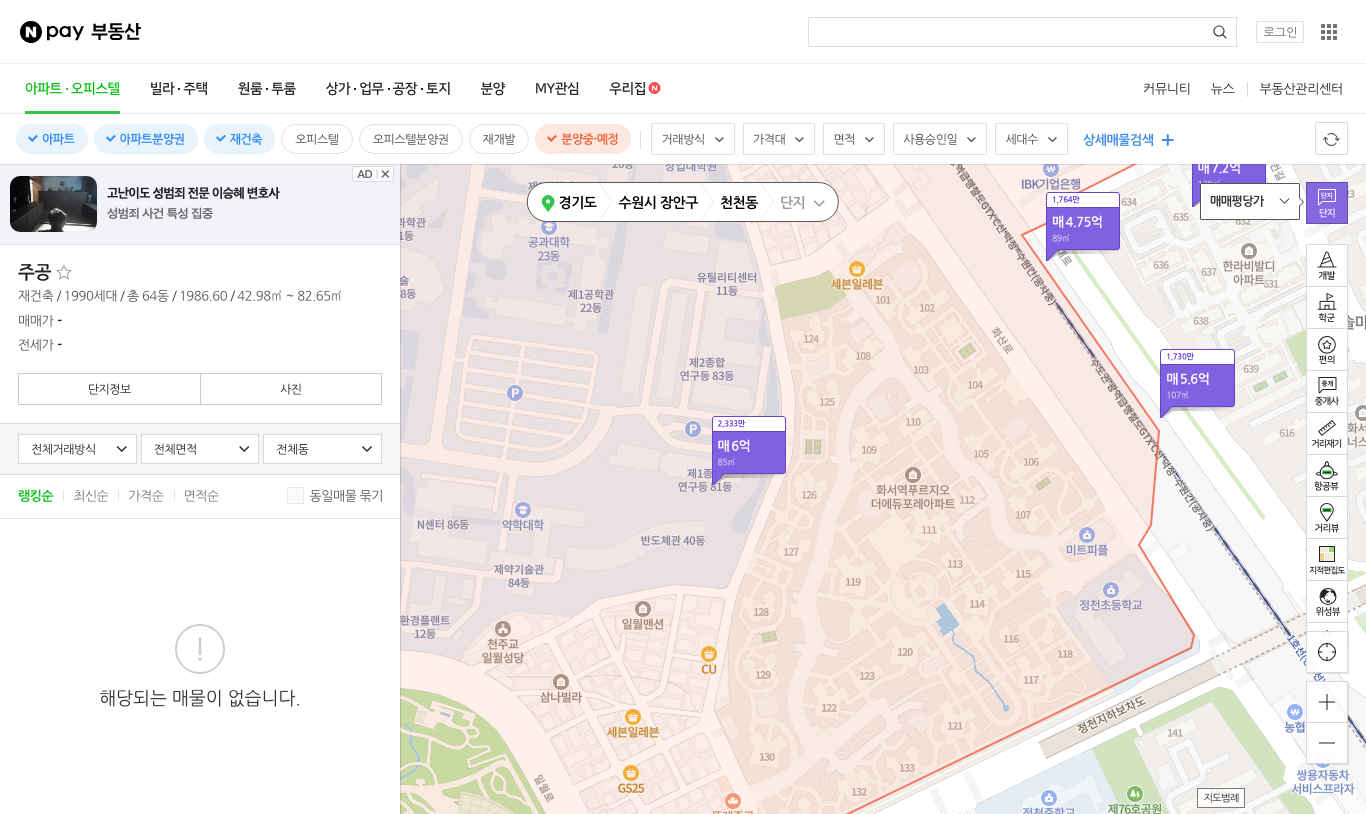 N pay 부동산
로그인
아파트·오피스텔
빌라·주택
원룸·투룸
상가·업무·공장·토지
분양
MY관심
우리집 N
커뮤니티
뉴스
부동산관리센터
아파트
아파트분양권
재건축
오피스텔
오피스텔분양권
재개발
분양중·예정
거래방식
가격대
면적
사용승인일
세대수
상세매물검색
AD
고난이도 성범죄 전문 이승혜 변호사
성범죄 사건 특성 집중
주공
재건축 / 1990세대 / 총 64동 / 1986.60 / 42.98㎡ ~ 82.65㎡
매매가 -
전세가 -
단지정보
사진
전체거래방식
전체면적
전체동
랭킹순
최신순
가격순
면적순
동일매물 묶기
해당되는 매물이 없습니다.
경기도
수원시 장안구
천천동
단지
IBK기업은행
1,764만
매4.75억
89㎡
매7.2억
매매평당가
단지
단지
634
635
632
636
631
638
639
616
한라비발디
아파트
공과대학
23동
유틸리티센터
11동
제1공학관
22동
세븐일레븐
101
102
화산로
124
108
103
104
제2종합
연구동 83동
P
125
109
1,730만
매5.6억
107㎡
2,333만
매6억
85㎡
P
105
106
126
화서역푸르지오
더에듀포레아파트
110
112
107
111
N센터 86동
약학대학
반도체관 40동
127
113
115
미트피플
제약기술관
84동
119
114
정천초등학교
128
일월맨션
환경플랜트
12동
천주교
일월성당
CU
120
116
118
117
129
123
삼나빌라
122
121
세븐일레븐
130
133
132
GS25
일월로
정천지하보차도
141
정천중학교
제76호공원
농협
쌍용자동차
서비스프라자
지도범례
개발
학군
편의
중개
중개사
거리재기
항공뷰
거리뷰
지적편집도
위성뷰